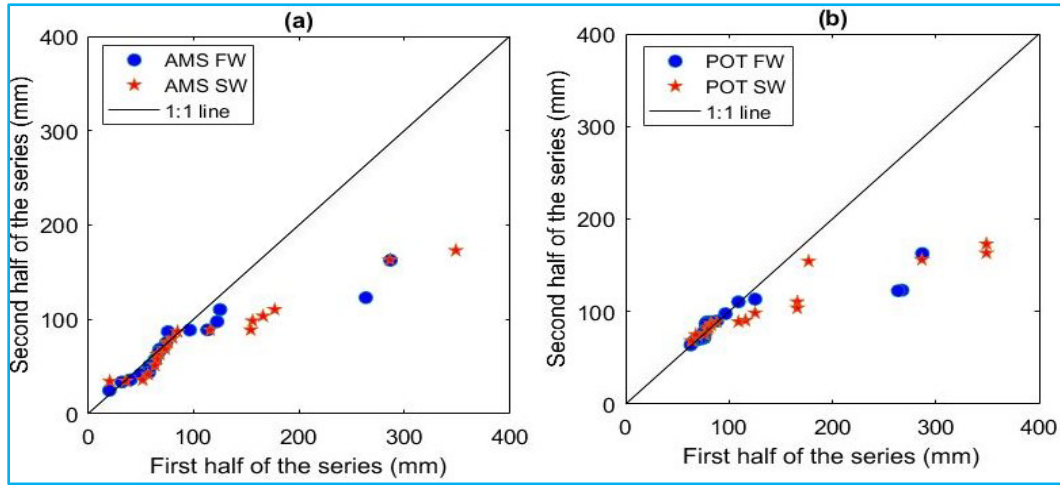 (a)
Second half of the series (mm)
400
300
200
100
0
AMS FW
AMS SW
1:1 line
0 100 200 300 400
First half of the series (mm)
(b)
Second half of the series (mm)
400
300
200
100
0
POT FW
POT SW
1:1 line
0 100 200 300 400
First half of the series (mm)